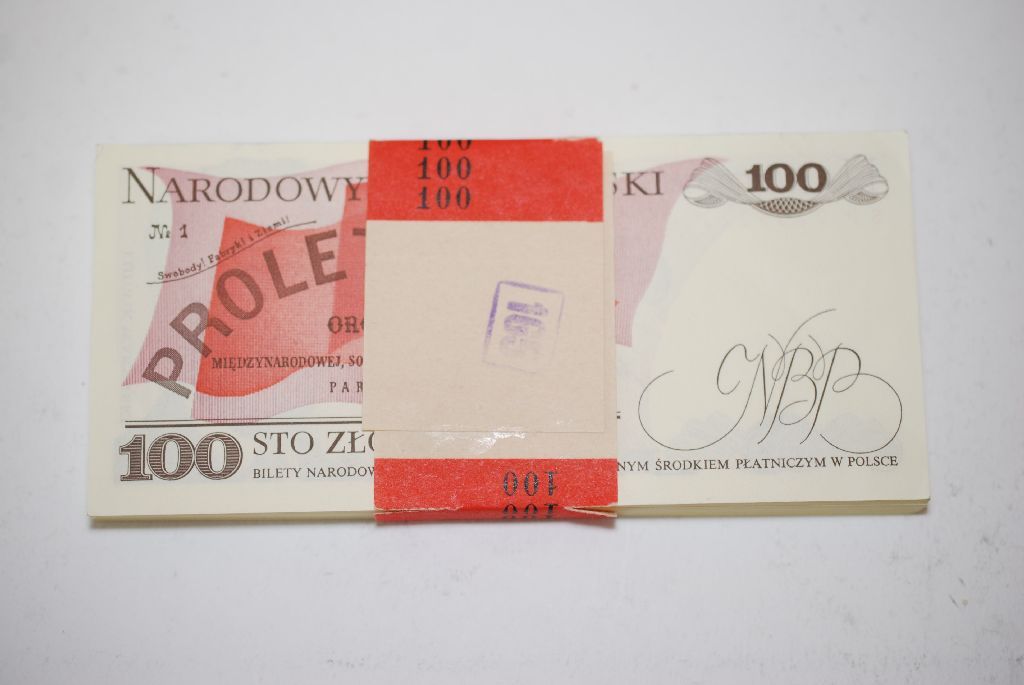 100
100
100
NARODOWY
SKI
100
№ 1
Swobody! Fabryki i Ziemi!
PROLE
MIĘDZYNARODOWEJ, SO
PAR
NBP
100
STO ZŁO
BILETY NARODOW
NYM ŚRODKIEM PŁATNICZYM W POLSCE
100
100